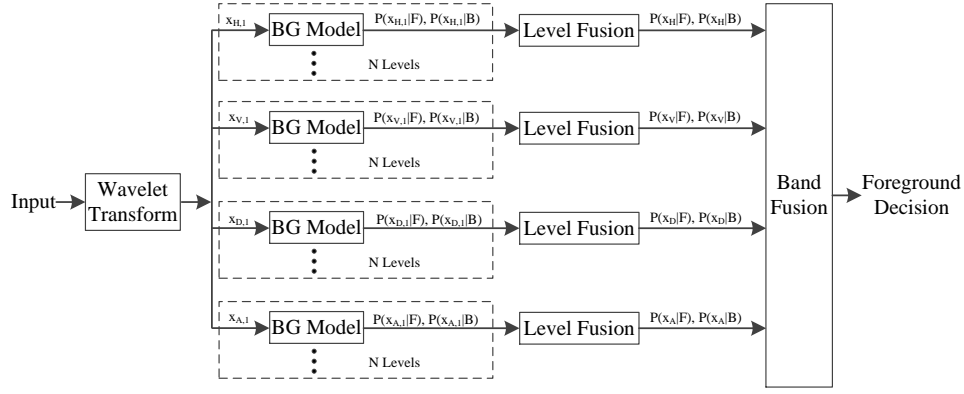 x_{H,1} BG Model P(x_{H,1}|F), P(x_{H,1}|B) Level Fusion P(x_H|F), P(x_H|B)
N Levels
x_{V,1} BG Model P(x_{V,1}|F), P(x_{V,1}|B) Level Fusion P(x_V|F), P(x_V|B)
N Levels
Input
Wavelet
Transform
x_{D,1} BG Model P(x_{D,1}|F), P(x_{D,1}|B) Level Fusion P(x_D|F), P(x_D|B)
N Levels
x_{A,1} BG Model P(x_{A,1}|F), P(x_{A,1}|B) Level Fusion P(x_A|F), P(x_A|B)
N Levels
Band
Fusion
Foreground
Decision